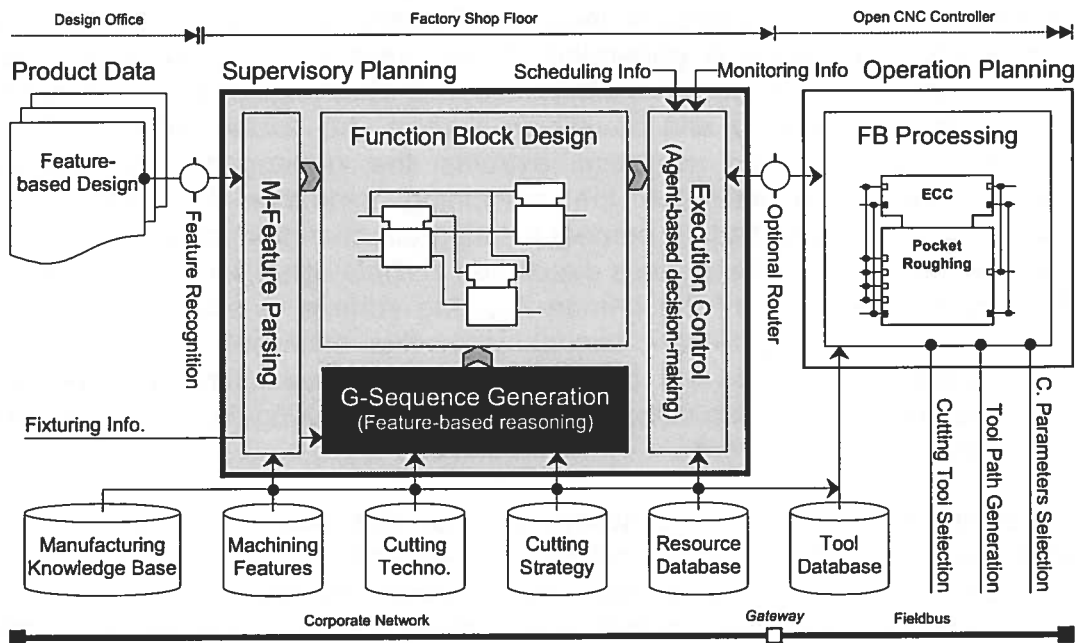 Design Office
Factory Shop Floor
Open CNC Controller
Product Data
Supervisory Planning
Scheduling Info
Monitoring Info
Operation Planning
Feature-
based Design
Feature Recognition
M-Feature Parsing
Function Block Design
Execution Control
(Agent-based decision-making)
Optional Router
FB Processing
ECC
Pocket
Roughing
G-Sequence Generation
(Feature-based reasoning)
Fixturing Info.
Cutting Tool Selection
Tool Path Generation
C. Parameters Selection
Manufacturing
Knowledge Base
Machining
Features
Cutting
Techno.
Cutting
Strategy
Resource
Database
Tool
Database
Corporate Network
Gateway
Fieldbus